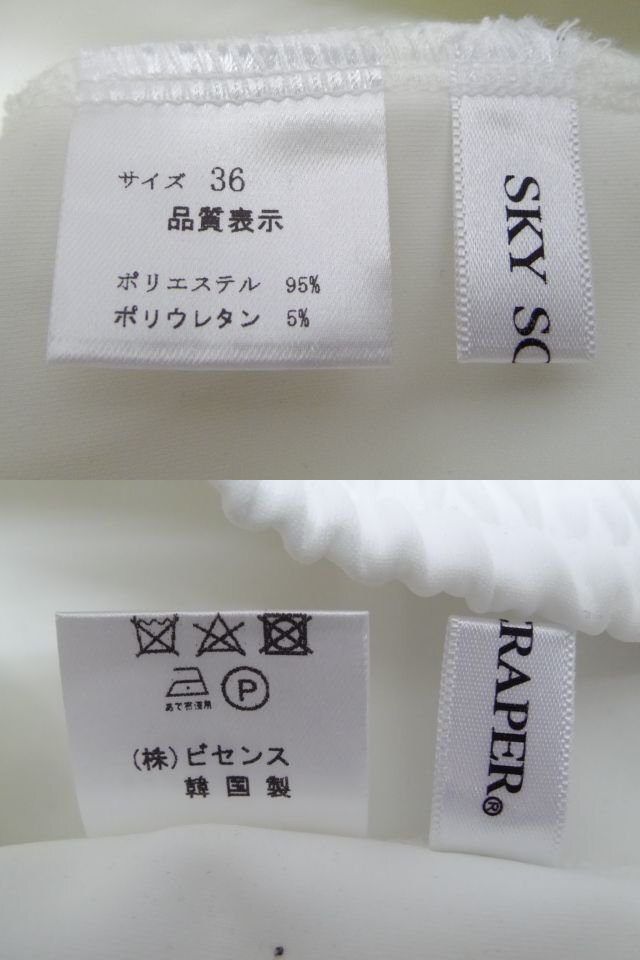 サイズ 36
品質表示
ポリエステル 95%
ポリウレタン 5%
SKY SC
P
あて布使用
(株)ビセンス
韓国製
RAPER®